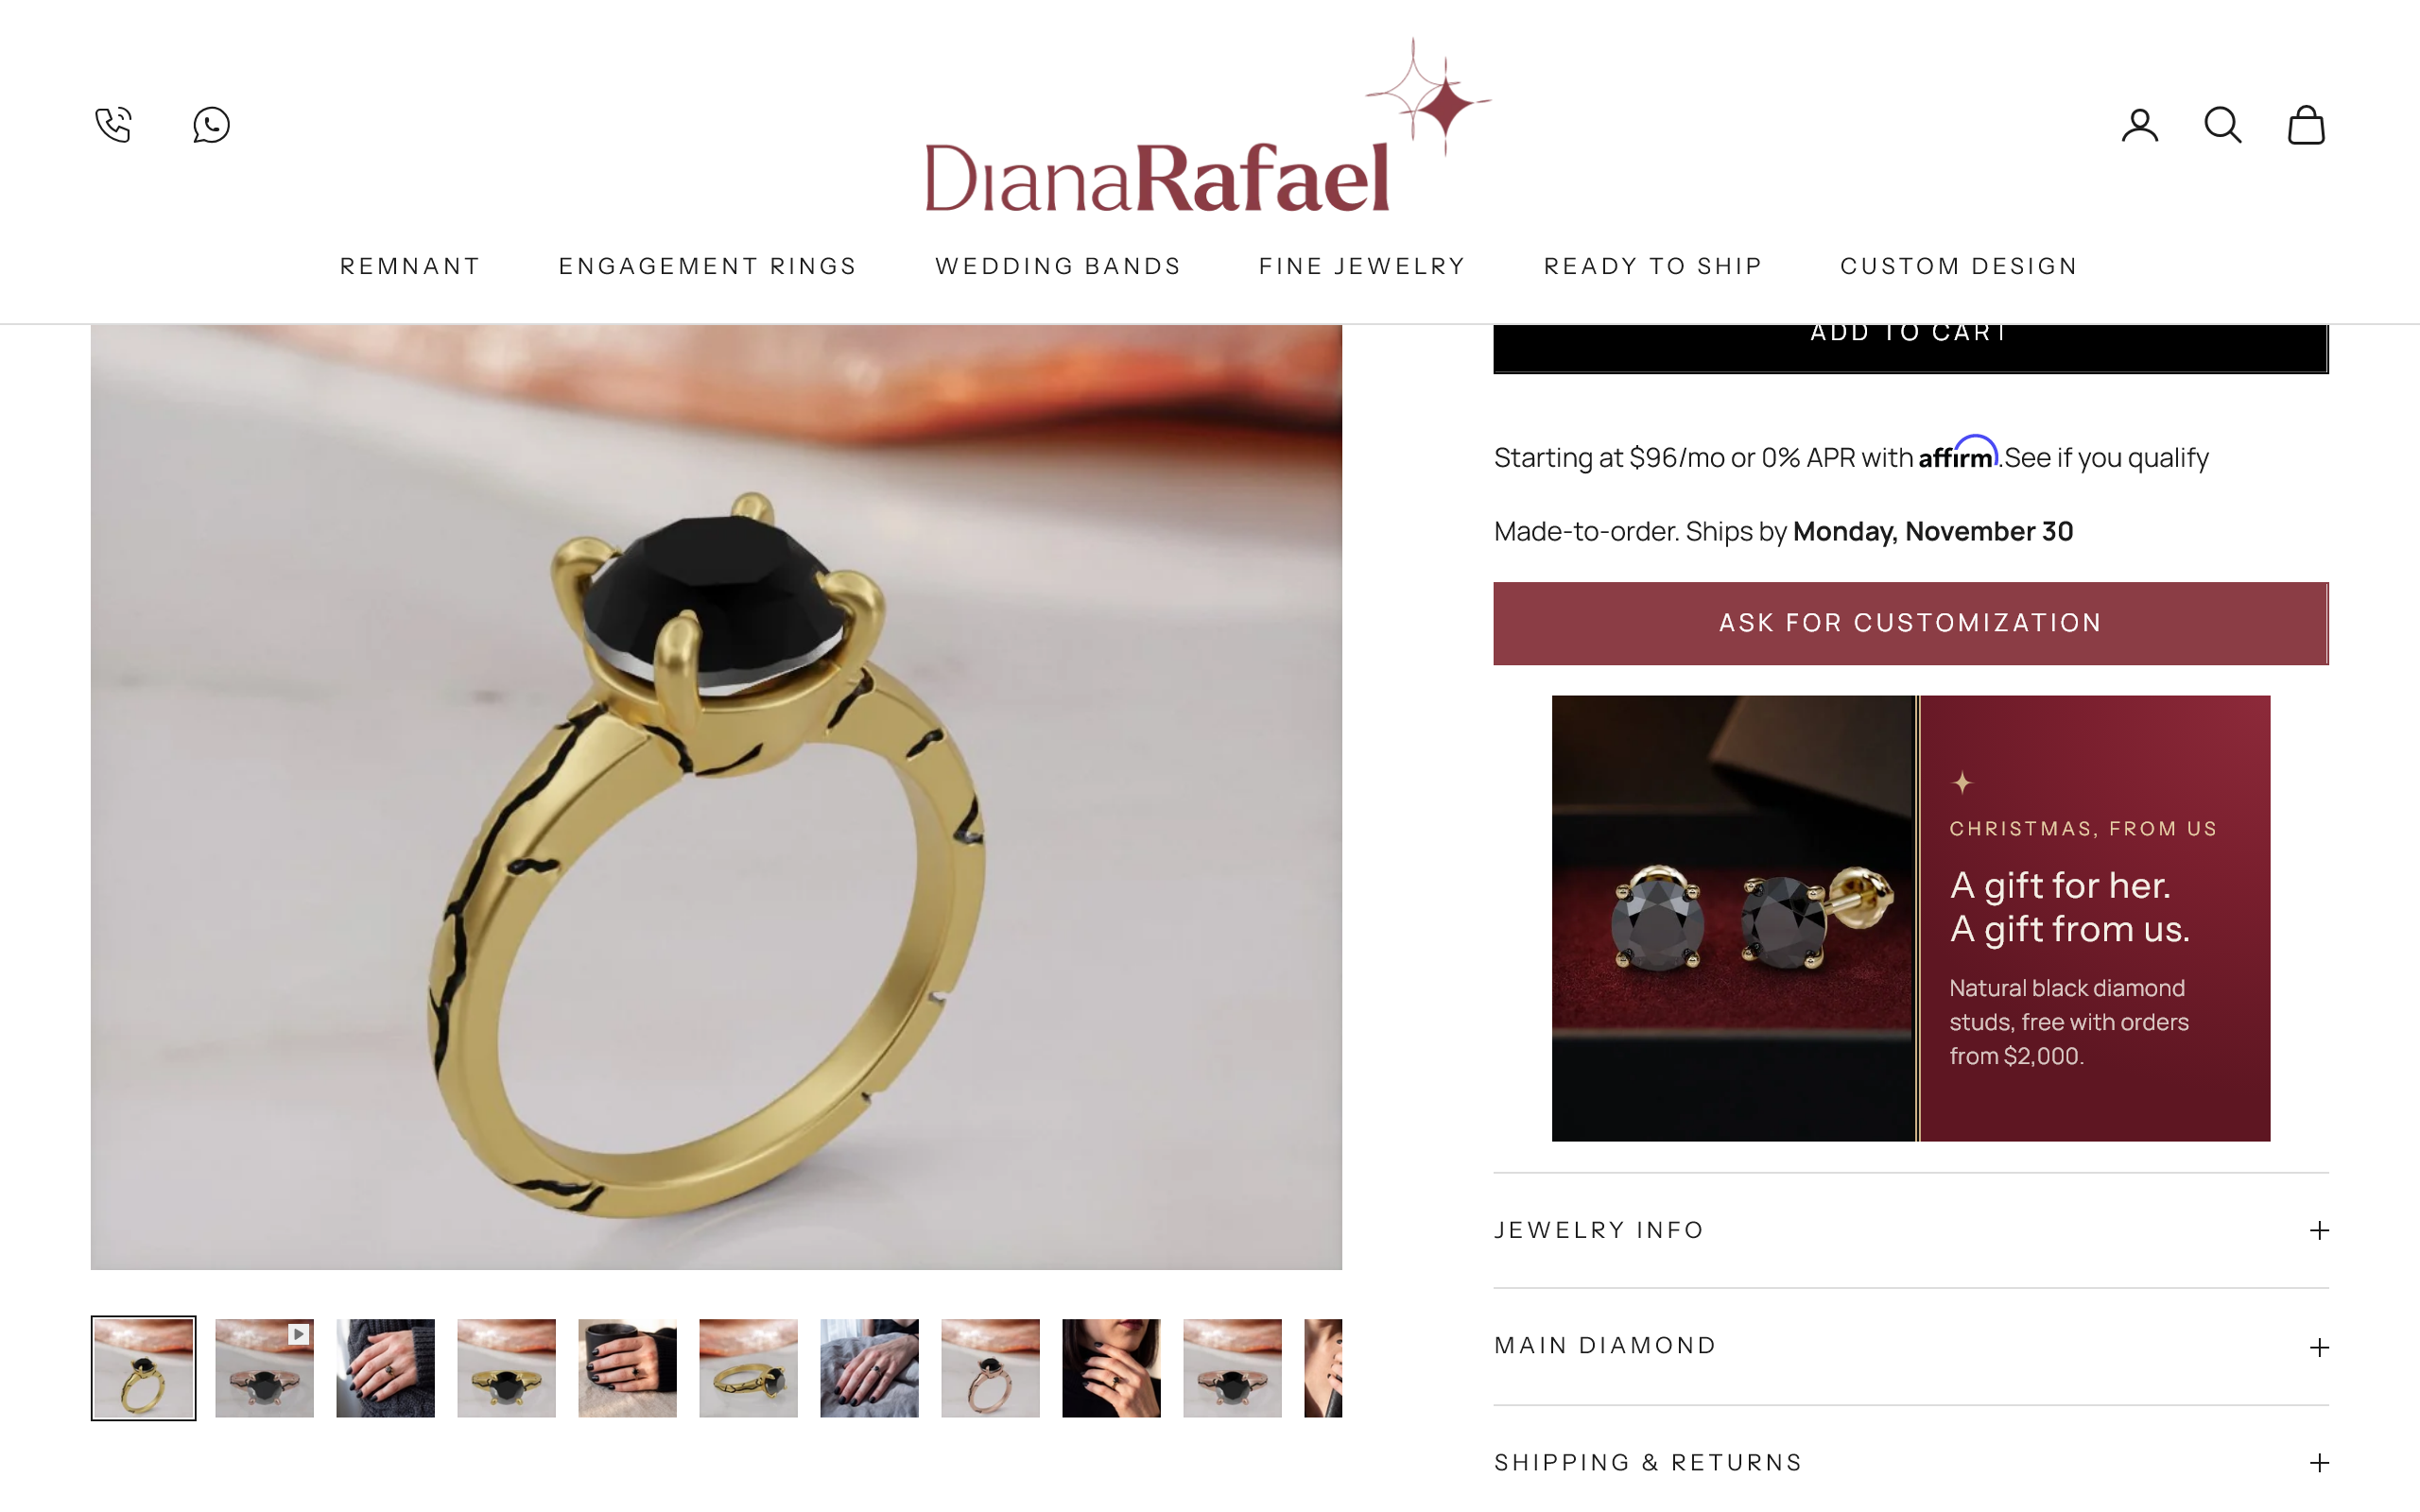 DianaRafael
REMNANT
ENGAGEMENT RINGS
WEDDING BANDS
FINE JEWELRY
READY TO SHIP
CUSTOM DESIGN
ADD TO CART
Starting at $96/mo or 0% APR with affirm. See if you qualify
Made-to-order. Ships by Monday, November 30
ASK FOR CUSTOMIZATION
CHRISTMAS, FROM US
A gift for her.
A gift from us.
Natural black diamond
studs, free with orders
from $2,000.
JEWELRY INFO
MAIN DIAMOND
SHIPPING & RETURNS